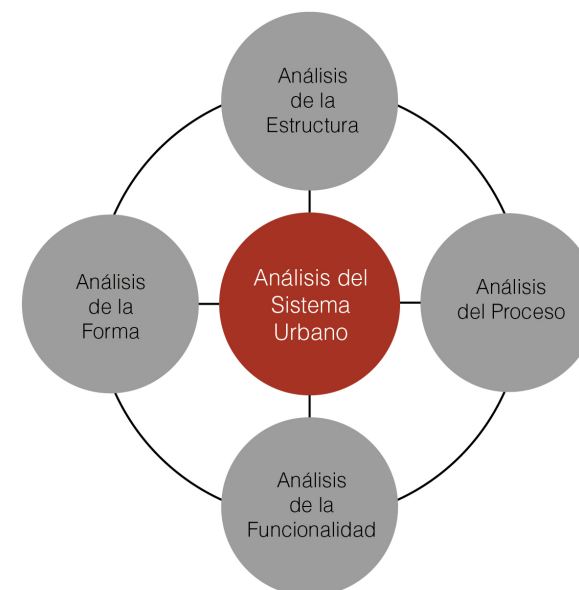 Análisis
de la
Estructura
Análisis
de la
Forma
Análisis del
Sistema
Urbano
Análisis
del Proceso
Análisis
de la
Funcionalidad